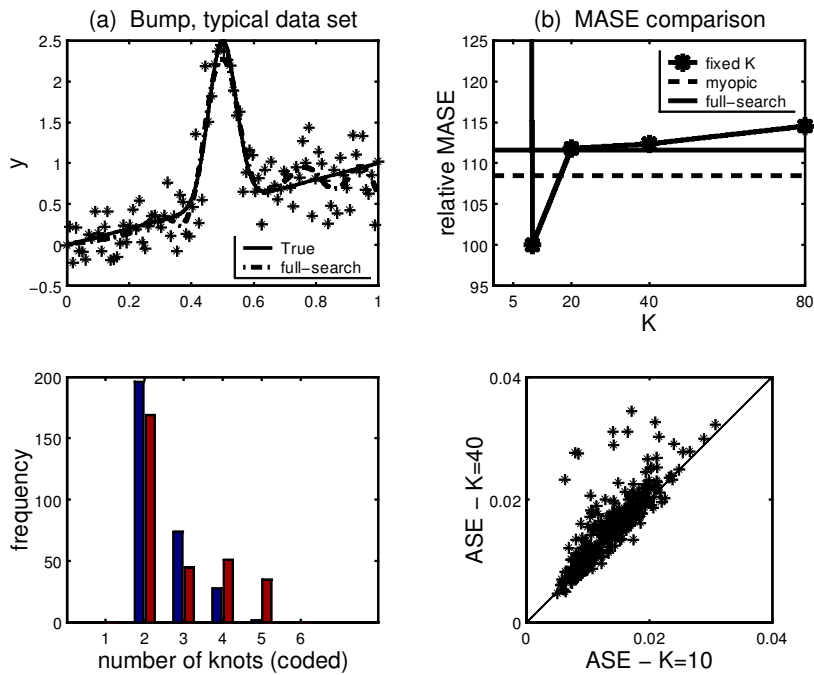 (a) Bump, typical data set
2.5
2
1.5
1
0.5
0
−0.5
y
True
full−search
0 0.2 0.4 0.6 0.8 1
(b) MASE comparison
125
120
115
110
105
100
95
relative MASE
fixed K
myopic
full−search
5 20 40 80
K
200
150
100
50
0
frequency
1 2 3 4 5 6
number of knots (coded)
0.04
0.02
0
ASE − K=40
0 0.02 0.04
ASE − K=10